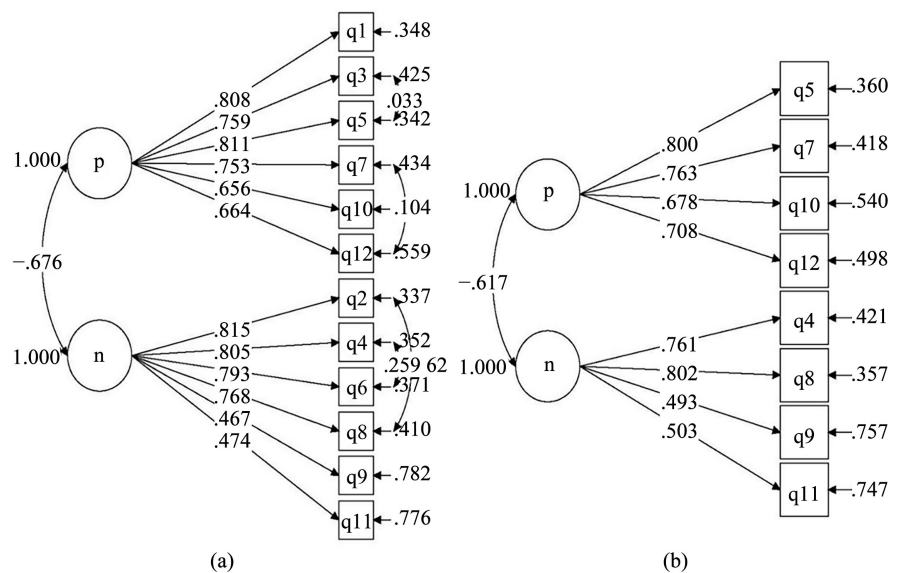 q1 .348
q3 .425
.808
.033
.759
q5 .342
.811
1.000 p .753 q7 .434
.656
q10 .104
.664
q12 .559
−.676
q2 .337
.815
q4 .352
.805
1.000 n
.259 62
.793
q6 .371
.768
.467
q8 .410
.474
q9 .782
q11 .776
(a)
q5 .360
.800
q7 .418
.763
1.000 p
.678 q10 .540
.708
q12 .498
−.617
q4 .421
.761
1.000 n
.802 q8 .357
.493
q9 .757
.503
q11 .747
(b)